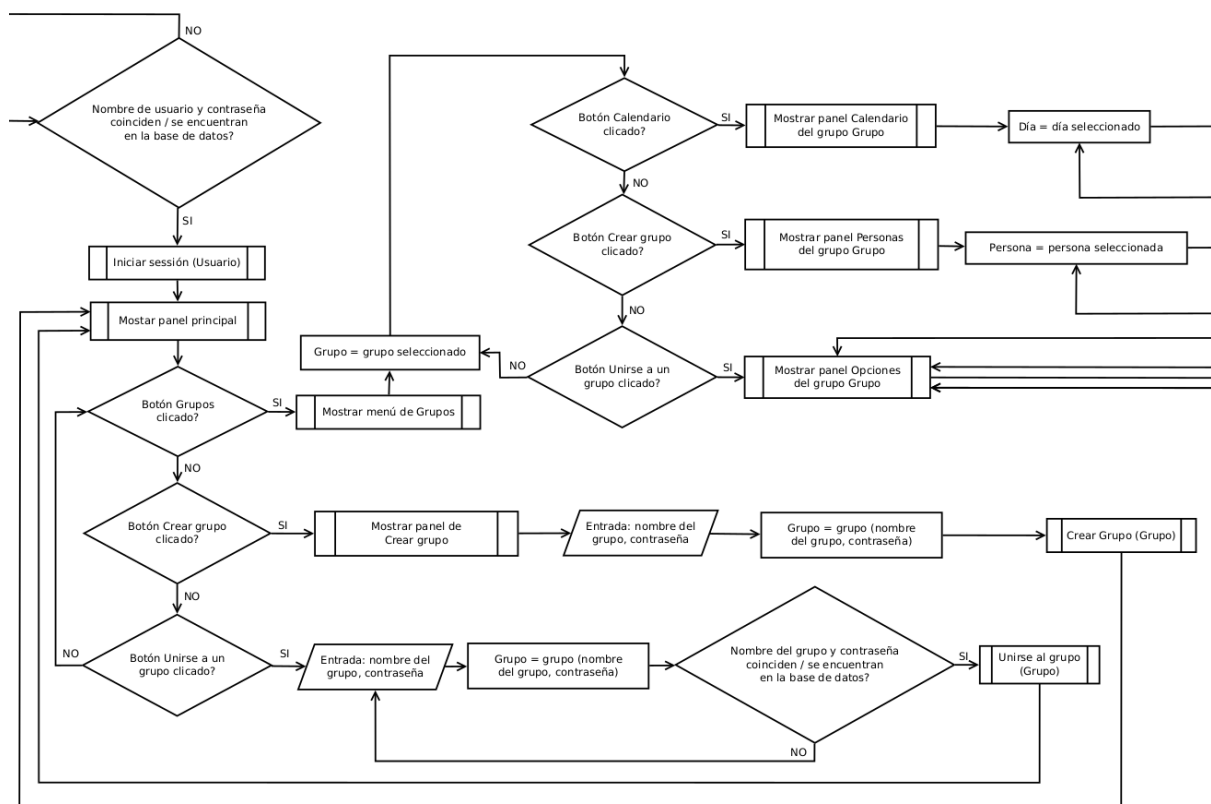 NO
Nombre de usuario y contraseña
coinciden / se encuentran
en la base de datos?
SI
Iniciar sesión (Usuario)
Mostar panel principal
Botón Grupos
clicado?
SI
Mostrar menú de Grupos
Grupo = grupo seleccionado
NO
Botón Calendario
clicado?
SI
Mostrar panel Calendario
del grupo Grupo
Día = día seleccionado
NO
Botón Crear grupo
clicado?
SI
Mostrar panel Personas
del grupo Grupo
Persona = persona seleccionada
NO
Botón Unirse a un
grupo clicado?
NO
SI
Mostrar panel Opciones
del grupo Grupo
Botón Crear grupo
clicado?
SI
Mostrar panel de
Crear grupo
Entrada: nombre del
grupo, contraseña
Grupo = grupo (nombre
del grupo, contraseña)
Crear Grupo (Grupo)
NO
Botón Unirse a un
grupo clicado?
NO
SI
Entrada: nombre del
grupo, contraseña
Grupo = grupo (nombre
del grupo, contraseña)
Nombre del grupo y contraseña
coinciden / se encuentran
en la base de datos?
SI
Unirse al grupo
(Grupo)
NO